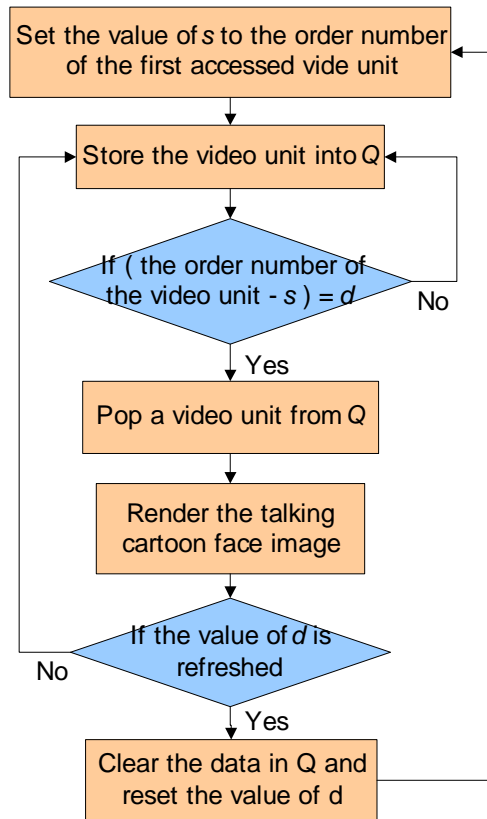 Set the value of s to the order number
of the first accessed vide unit
Store the video unit into Q
If ( the order number of
the video unit - s ) = d
No
Yes
Pop a video unit from Q
Render the talking
cartoon face image
If the value of d is
refreshed
No
Yes
Clear the data in Q and
reset the value of d